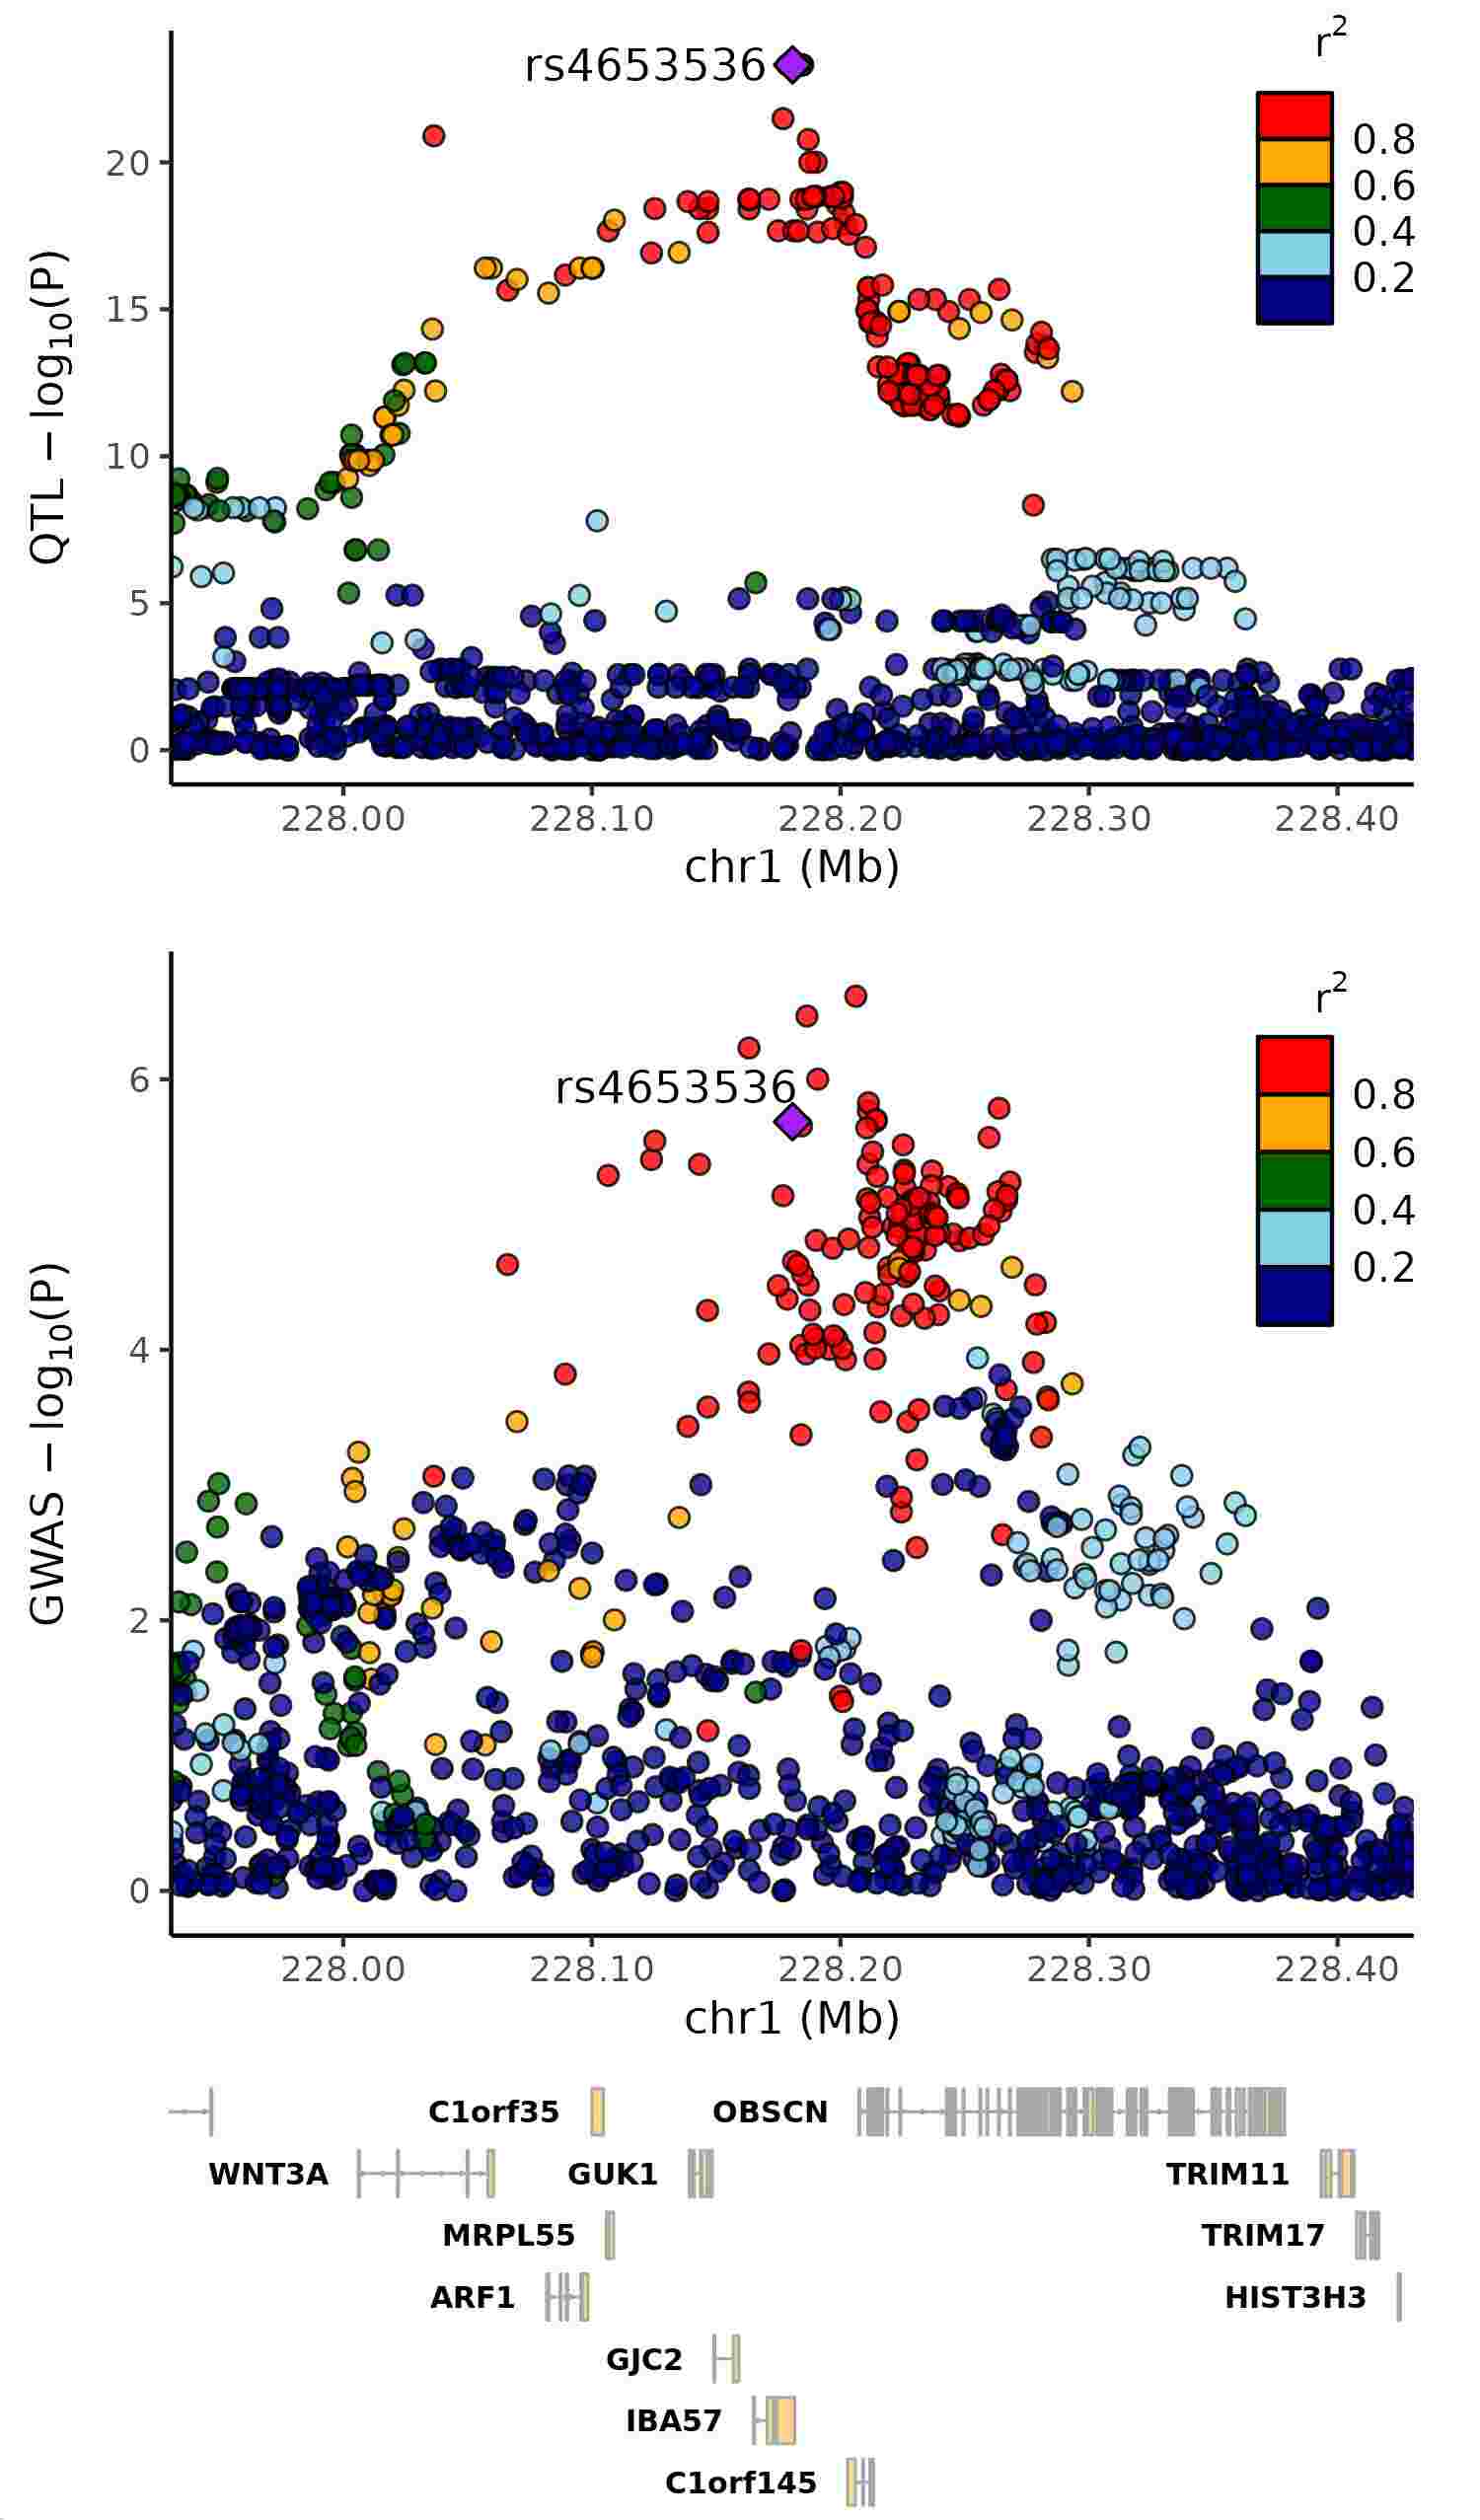 r²
rs4653536
0.8
0.6
0.4
0.2
20
15
10
5
0
QTL − log₁₀(P)
228.00 228.10 228.20 228.30 228.40
chr1 (Mb)
r²
rs4653536
0.8
0.6
0.4
0.2
6
4
2
0
GWAS − log₁₀(P)
228.00 228.10 228.20 228.30 228.40
chr1 (Mb)
C1orf35 OBSCN
WNT3A GUK1 TRIM11
MRPL55 TRIM17
ARF1 HIST3H3
GJC2
IBA57
C1orf145